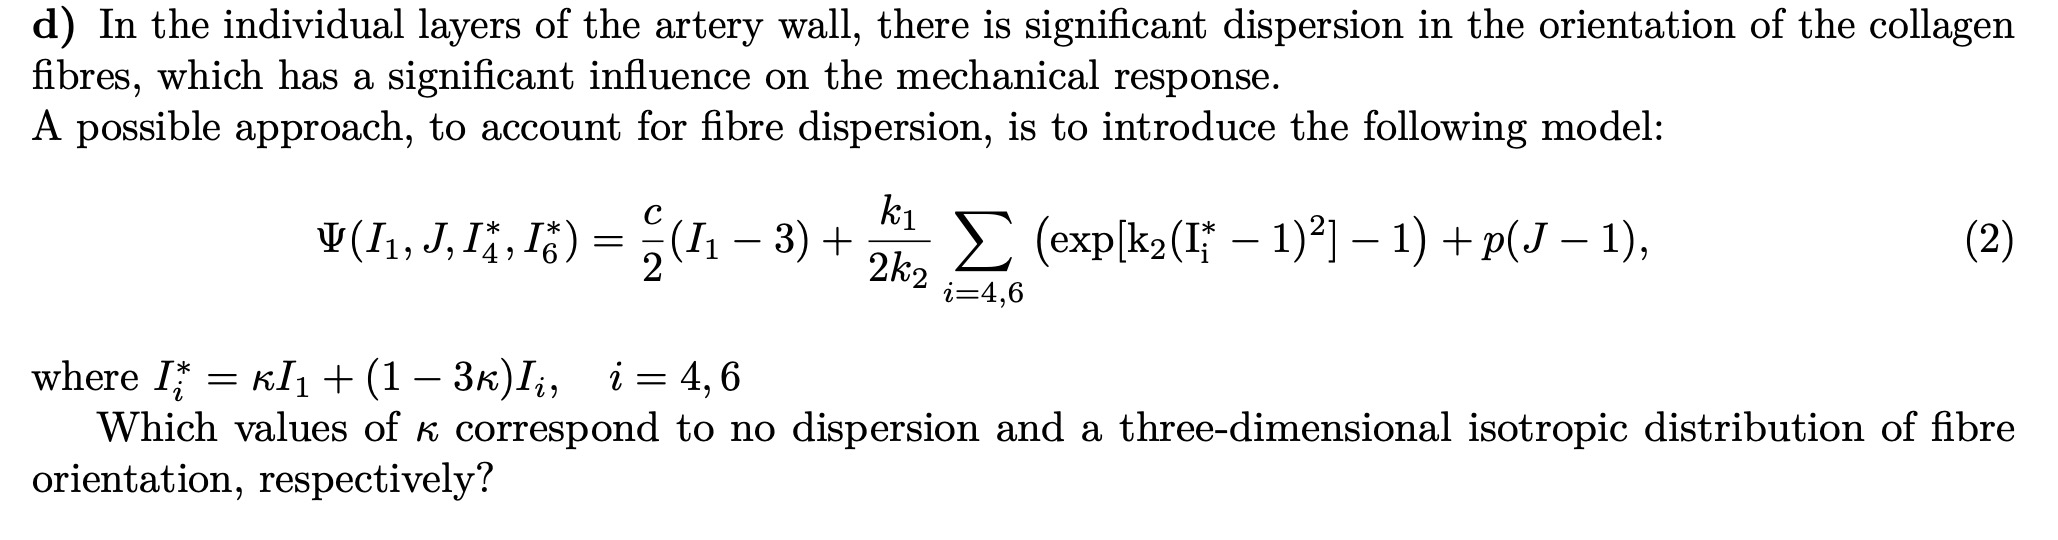 d) In the individual layers of the artery wall, there is significant dispersion in the orientation of the collagen
fibres, which has a significant influence on the mechanical response.
A possible approach, to account for fibre dispersion, is to introduce the following model:
Ψ(I₁, J, I₄*, I₆*) = c/2 (I₁ − 3) + k₁/2k₂ ∑_{i=4,6} (exp[k₂(Iᵢ* − 1)²] − 1) + p(J − 1), (2)
where Iᵢ* = κI₁ + (1 − 3κ)Iᵢ, i = 4, 6
Which values of κ correspond to no dispersion and a three-dimensional isotropic distribution of fibre
orientation, respectively?